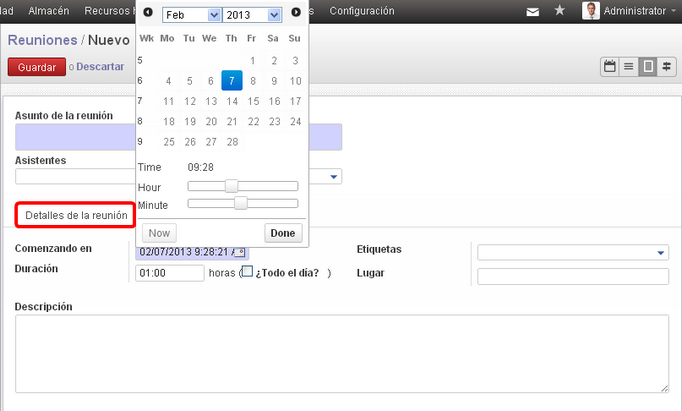 dad Almacén Recursos H s Configuración Administrator
Reuniones / Nuevo
Guardar o Descartar
Feb 2013
Wk Mo Tu We Th Fr Sa Su
5 1 2 3
6 4 5 6 7 8 9 10
7 11 12 13 14 15 16 17
8 18 19 20 21 22 23 24
9 25 26 27 28
Time 09:28
Hour
Minute
Now Done
Asunto de la reunión
Asistentes
Detalles de la reunión
Comenzando en 02/07/2013 9:28:21 Etiquetas
Duración 01:00 horas ( ¿Todo el día? ) Lugar
Descripción